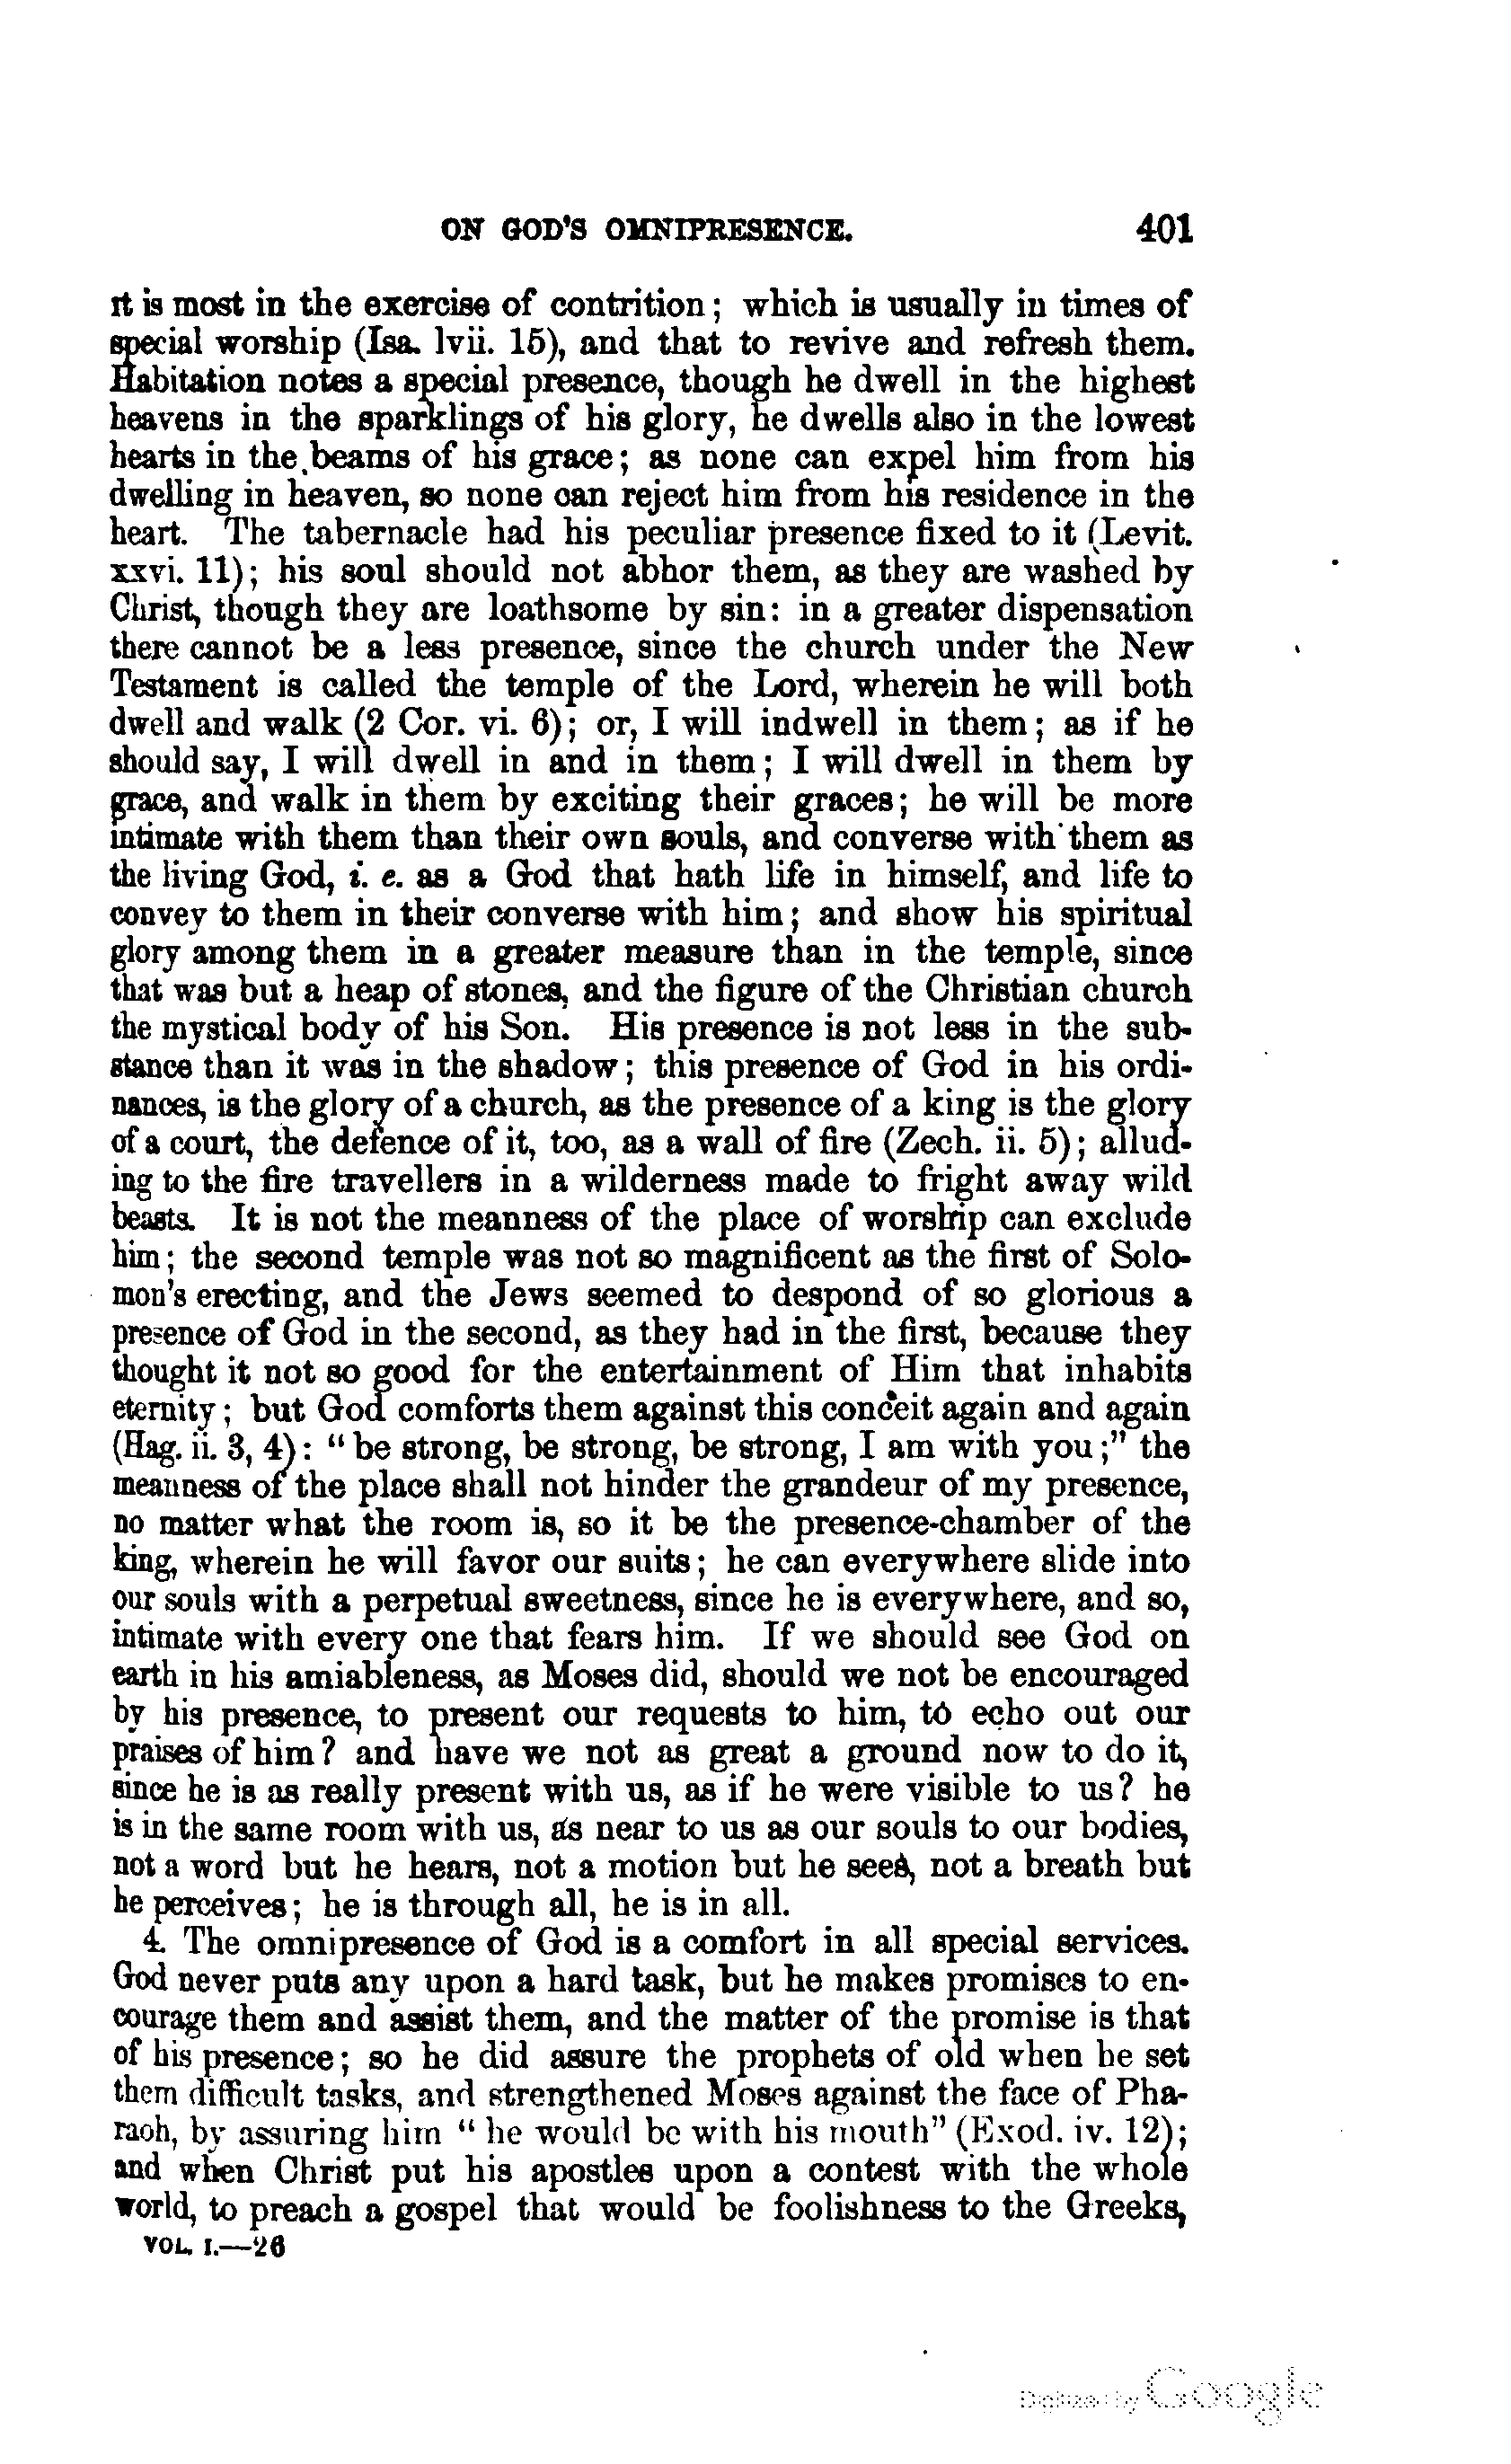 ON GOD'S OMNIPRESENCE. 401
it is most in the exercise of contrition; which is usually in times of
special worship (Isa. lvii. 15), and that to revive and refresh them.
Habitation notes a special presence, though he dwell in the highest
heavens in the sparklings of his glory, he dwells also in the lowest
hearts in the beams of his grace; as none can expel him from his
dwelling in heaven, so none can reject him from his residence in the
heart. The tabernacle had his peculiar presence fixed to it (Levit.
xxvi. 11); his soul should not abhor them, as they are washed by
Christ, though they are loathsome by sin: in a greater dispensation
there cannot be a less presence, since the church under the New
Testament is called the temple of the Lord, wherein he will both
dwell and walk (2 Cor. vi. 6); or, I will indwell in them; as if he
should say, I will dwell in and in them; I will dwell in them by
grace, and walk in them by exciting their graces; he will be more
intimate with them than their own souls, and converse with them as
the living God, i. e. as a God that hath life in himself, and life to
convey to them in their converse with him; and show his spiritual
glory among them in a greater measure than in the temple, since
that was but a heap of stones, and the figure of the Christian church
the mystical body of his Son. His presence is not less in the sub-
stance than it was in the shadow; this presence of God in his ordi-
nances, is the glory of a church, as the presence of a king is the glory
of a court, the defence of it, too, as a wall of fire (Zech. ii. 5); allud-
ing to the fire travellers in a wilderness made to fright away wild
beasts. It is not the meanness of the place of worship can exclude
him; the second temple was not so magnificent as the first of Solo-
mon's erecting, and the Jews seemed to despond of so glorious a
presence of God in the second, as they had in the first, because they
thought it not so good for the entertainment of Him that inhabits
eternity; but God comforts them against this conceit again and again
(Hag. ii. 3, 4): "be strong, be strong, be strong, I am with you;" the
meanness of the place shall not hinder the grandeur of my presence,
no matter what the room is, so it be the presence-chamber of the
king, wherein he will favor our suits; he can everywhere slide into
our souls with a perpetual sweetness, since he is everywhere, and so,
intimate with every one that fears him. If we should see God on
earth in his amiableness, as Moses did, should we not be encouraged
by his presence, to present our requests to him, to echo out our
praises of him? and have we not as great a ground now to do it,
since he is as really present with us, as if he were visible to us? he
is in the same room with us, as near to us as our souls to our bodies,
not a word but he hears, not a motion but he sees, not a breath but
he perceives; he is through all, he is in all.
4. The omnipresence of God is a comfort in all special services.
God never puts any upon a hard task, but he makes promises to en-
courage them and assist them, and the matter of the promise is that
of his presence; so he did assure the prophets of old when he set
them difficult tasks, and strengthened Moses against the face of Pha-
raoh, by assuring him "he would be with his mouth" (Exod. iv. 12);
and when Christ put his apostles upon a contest with the whole
world, to preach a gospel that would be foolishness to the Greeks,
VOL. I.—26
Digitized by Google